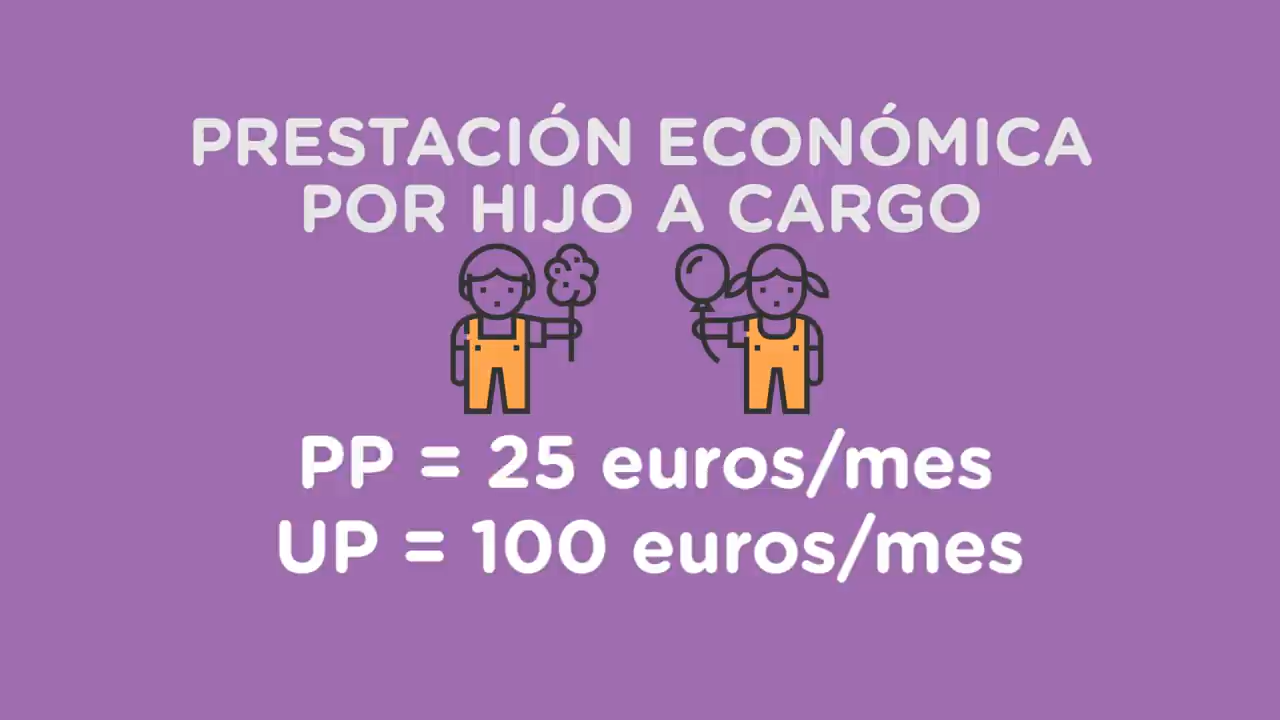 PRESTACIÓN ECONÓMICA
POR HIJO A CARGO
PP = 25 euros/mes
UP = 100 euros/mes